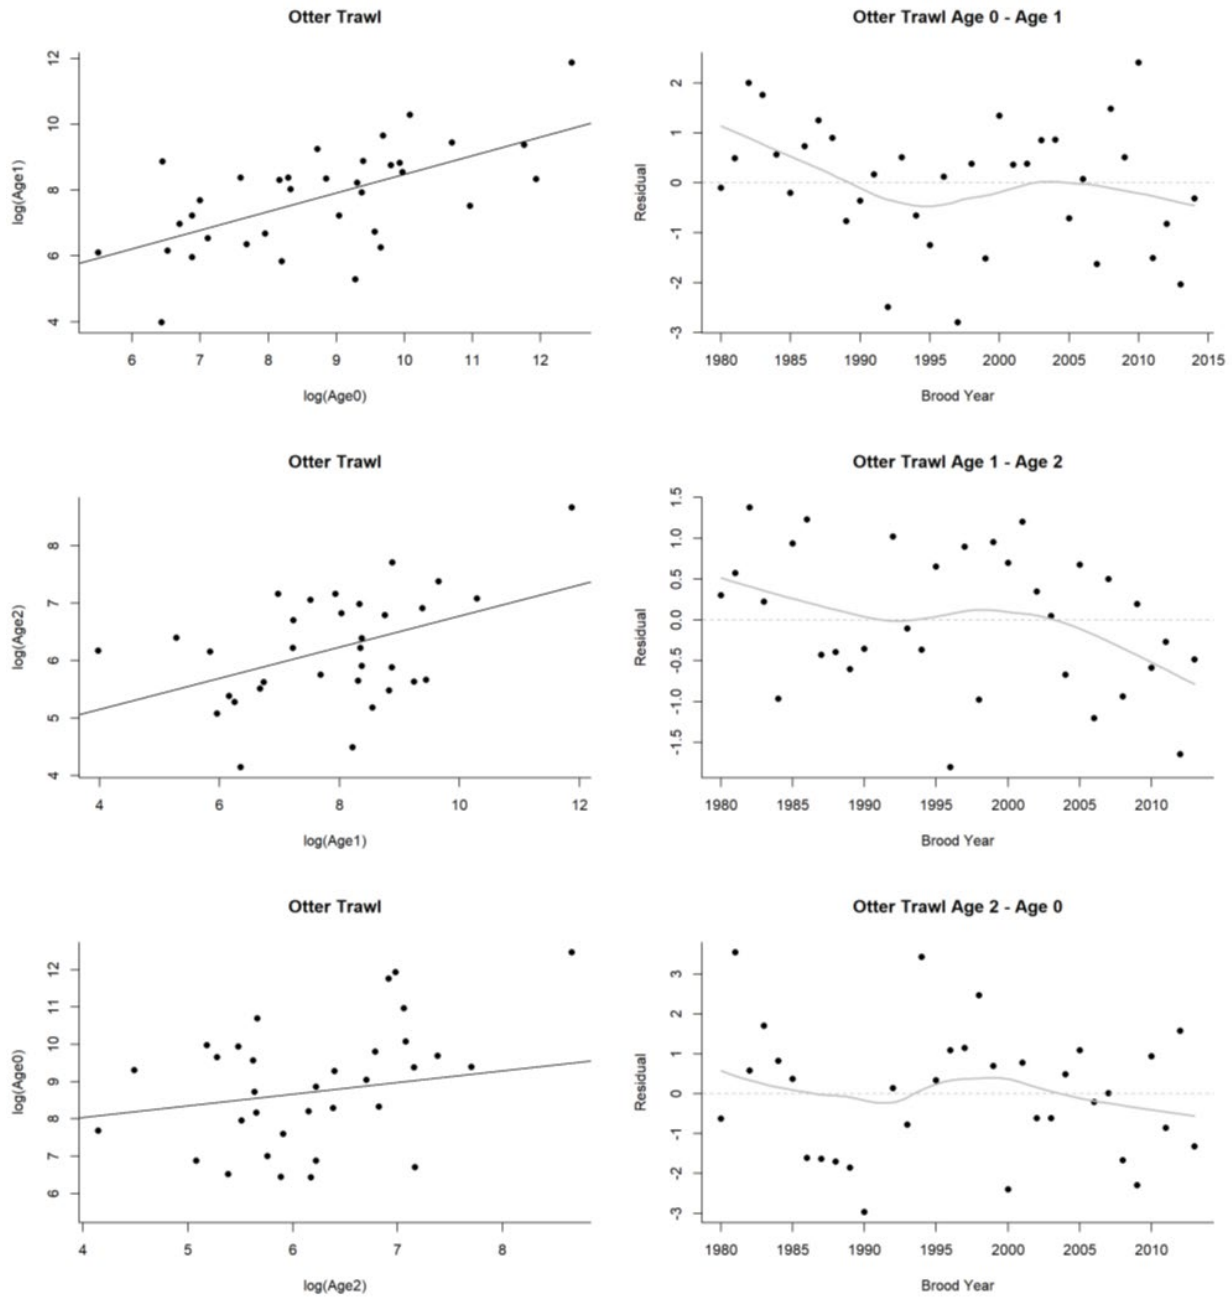 Otter Trawl
log(Age1)
12
10
8
6
4
6 7 8 9 10 11 12
log(Age0)
Otter Trawl Age 0 - Age 1
Residual
2
1
0
-1
-2
-3
1980 1985 1990 1995 2000 2005 2010 2015
Brood Year
Otter Trawl
log(Age2)
8
7
6
5
4
4 6 8 10 12
log(Age1)
Otter Trawl Age 1 - Age 2
Residual
1.5
1.0
0.5
0.0
-0.5
-1.0
-1.5
1980 1985 1990 1995 2000 2005 2010
Brood Year
Otter Trawl
log(Age0)
12
11
10
9
8
7
6
4 5 6 7 8
log(Age2)
Otter Trawl Age 2 - Age 0
Residual
3
2
1
0
-1
-2
-3
1980 1985 1990 1995 2000 2005 2010
Brood Year